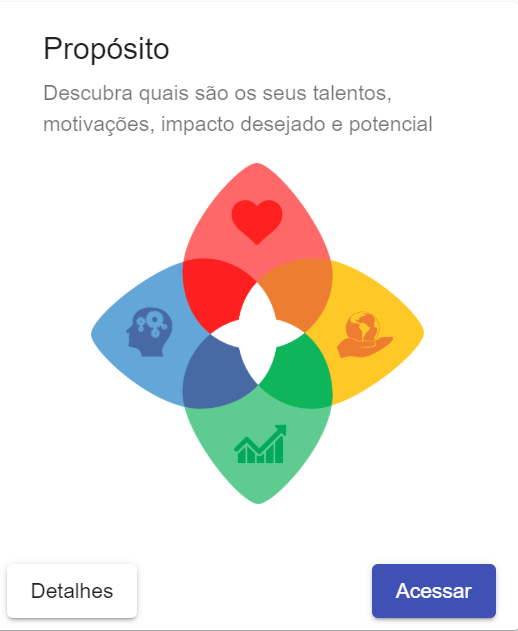 Propósito
Descubra quais são os seus talentos,
motivações, impacto desejado e potencial
Detalhes
Acessar